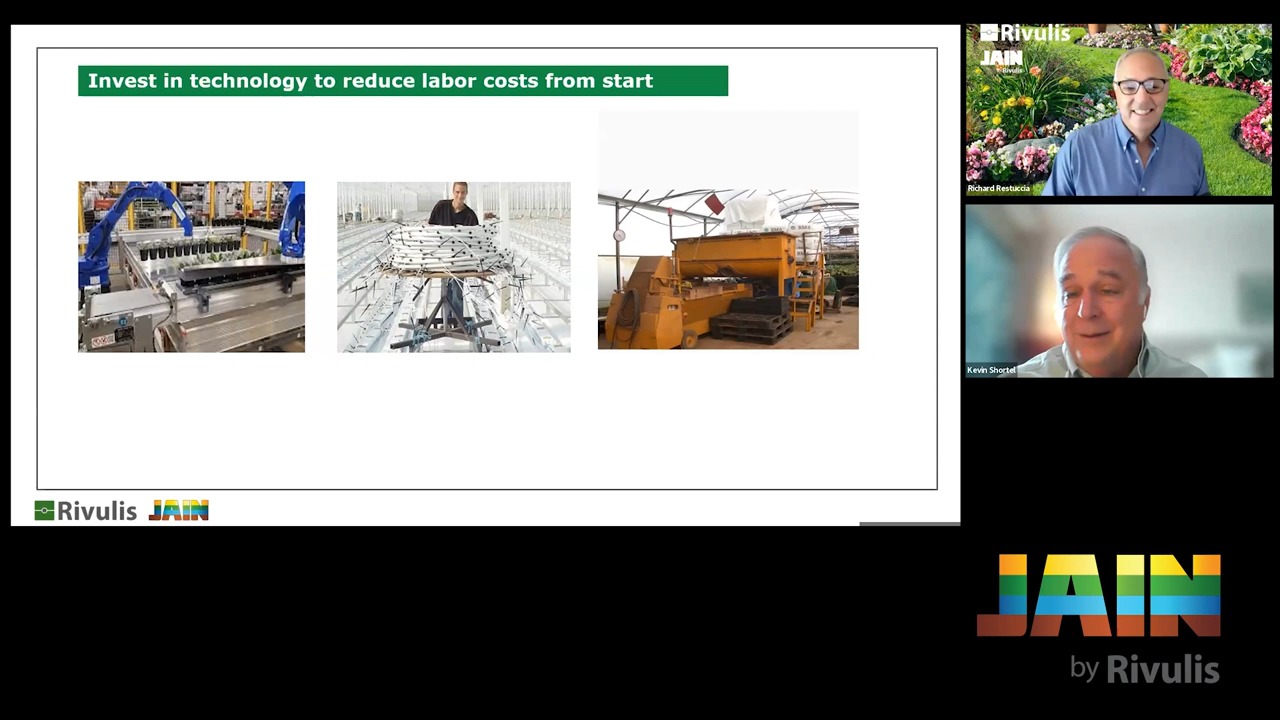 Invest in technology to reduce labor costs from start
Rivulis JAIN
Rivulis
JAIN
by Rivulis
Richard Restuccia
Kevin Shortel
JAIN
by Rivulis